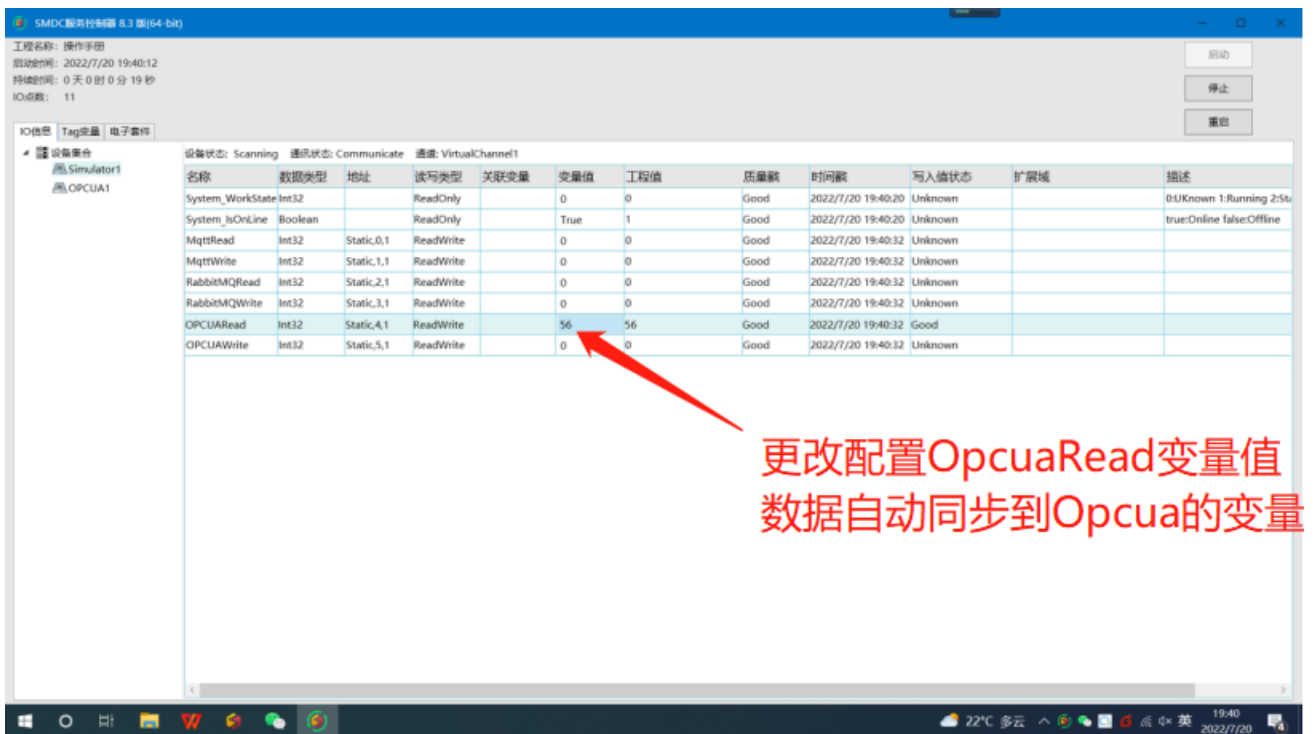 SMDC服务控制器 8.3 版(64-bit)
工程名称: 操作手册
启动时间: 2022/7/20 19:40:12
持续时间: 0 天 0 时 0 分 19 秒
IO点数: 11
启动
停止
重启
IO信息 Tag变量 电子套件
设备集合
Simulator1
OPCUA1
设备状态: Scanning 通讯状态: Communicate 通道: VirtualChannel1
名称 数据类型 地址 读写类型 关联变量 变量值 工程值 质量戳 时间戳 写入值状态 扩展域 描述
System_WorkState Int32 ReadOnly 0 0 Good 2022/7/20 19:40:20 Unknown 0:UKnown 1:Running 2:Sta
System_IsOnLine Boolean ReadOnly True 1 Good 2022/7/20 19:40:20 Unknown true:Online false:Offline
MqttRead Int32 Static,0,1 ReadWrite 0 0 Good 2022/7/20 19:40:32 Unknown
MqttWrite Int32 Static,1,1 ReadWrite 0 0 Good 2022/7/20 19:40:32 Unknown
RabbitMQRead Int32 Static,2,1 ReadWrite 0 0 Good 2022/7/20 19:40:32 Unknown
RabbitMQWrite Int32 Static,3,1 ReadWrite 0 0 Good 2022/7/20 19:40:32 Unknown
OPCUARead Int32 Static,4,1 ReadWrite 56 56 Good 2022/7/20 19:40:32 Good
OPCUAWrite Int32 Static,5,1 ReadWrite 0 0 Good 2022/7/20 19:40:32 Unknown
更改配置OpcuaRead变量值
数据自动同步到Opcua的变量
22°C 多云 英 19:40
2022/7/20